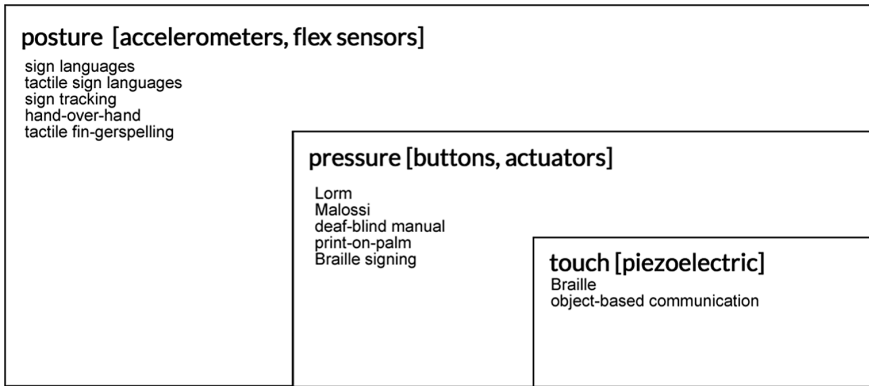 posture [accelerometers, flex sensors]
sign languages
tactile sign languages
sign tracking
hand-over-hand
tactile fin-gerspelling
pressure [buttons, actuators]
Lorm
Malossi
deaf-blind manual
print-on-palm
Braille signing
touch [piezoelectric]
Braille
object-based communication